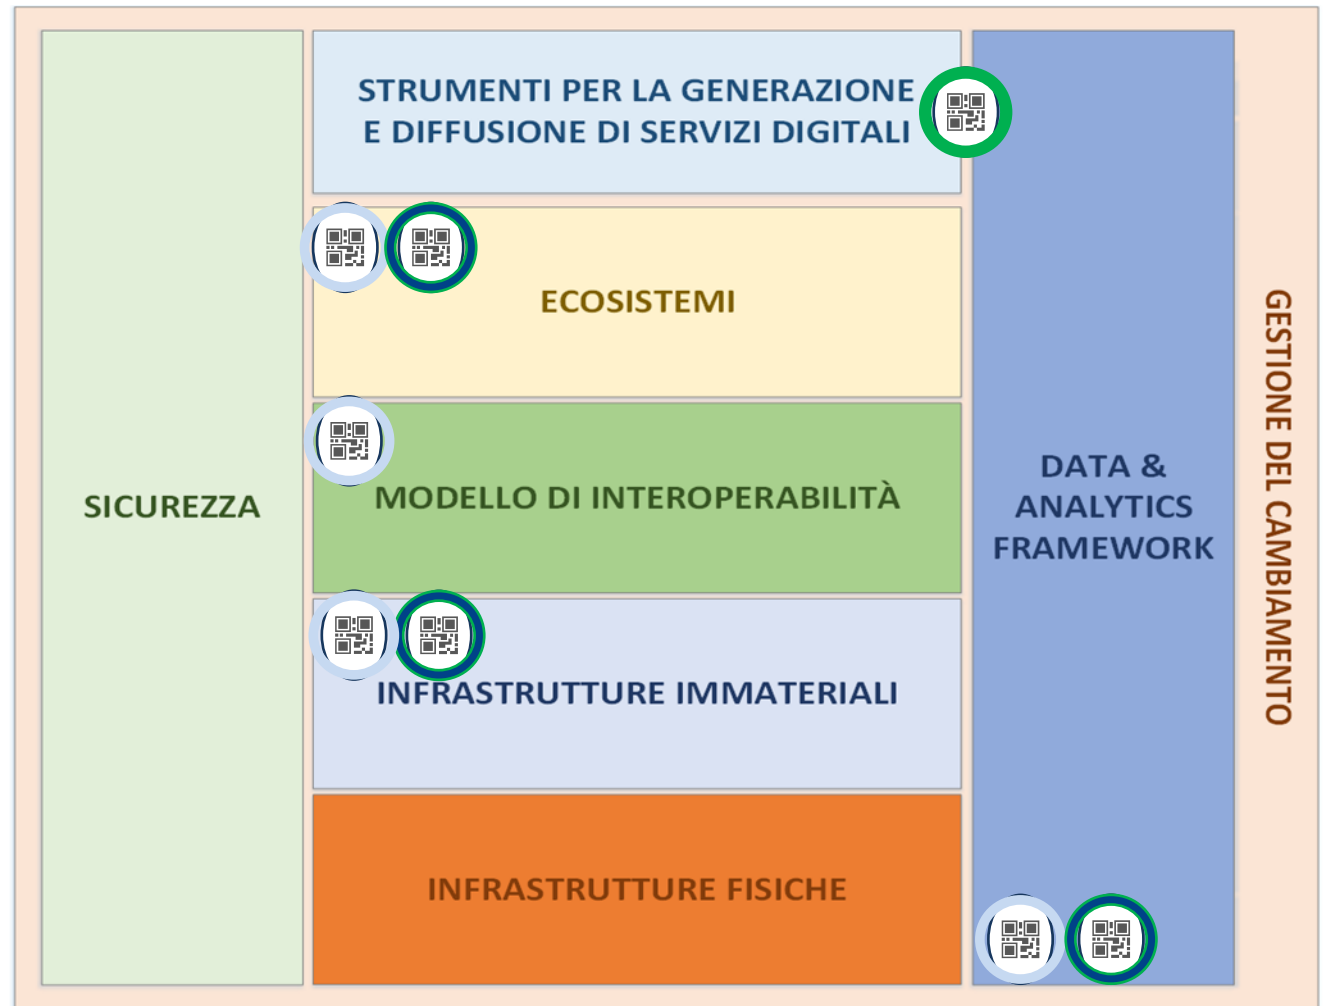 STRUMENTI PER LA GENERAZIONE
E DIFFUSIONE DI SERVIZI DIGITALI
ECOSISTEMI
SICUREZZA
MODELLO DI INTEROPERABILITÀ
DATA &
ANALYTICS
FRAMEWORK
GESTIONE DEL CAMBIAMENTO
INFRASTRUTTURE IMMATERIALI
INFRASTRUTTURE FISICHE